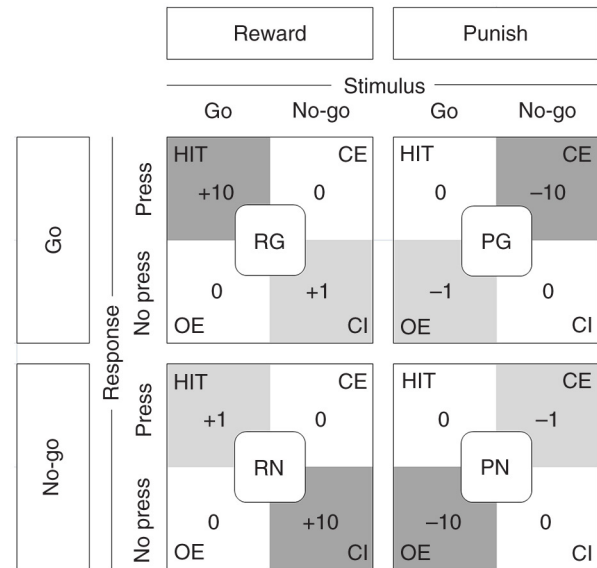 Reward
Punish
Stimulus
Go No-go Go No-go
Go
Response
Press
HIT CE HIT CE
+10 0 0 –10
RG PG
No press
0 +1 –1 0
OE CI OE CI
No-go
Press
HIT CE HIT CE
+1 0 0 –1
RN PN
No press
0 +10 –10 0
OE CI OE CI